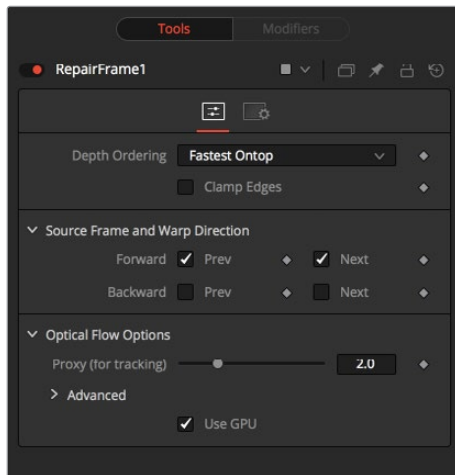 Tools Modifiers
RepairFrame1
Depth Ordering Fastest Ontop
Clamp Edges
Source Frame and Warp Direction
Forward Prev Next
Backward Prev Next
Optical Flow Options
Proxy (for tracking) 2.0
Advanced
Use GPU